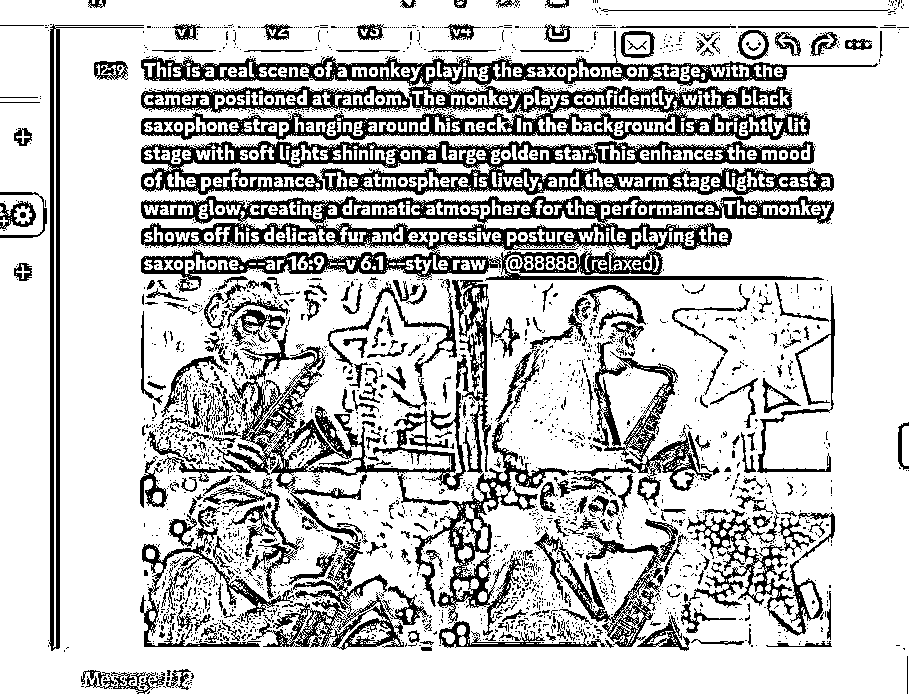 V1 V2 V3 V4
12:19 This is a real scene of a monkey playing the saxophone on stage, with the
camera positioned at random. The monkey plays confidently, with a black
saxophone strap hanging around his neck. In the background is a brightly lit
stage with soft lights shining on a large golden star. This enhances the mood
of the performance. The atmosphere is lively, and the warm stage lights cast a
warm glow, creating a dramatic atmosphere for the performance. The monkey
shows off his delicate fur and expressive posture while playing the
saxophone. --ar 16:9 --v 6.1 --style raw - @88888 (relaxed)
Message #12